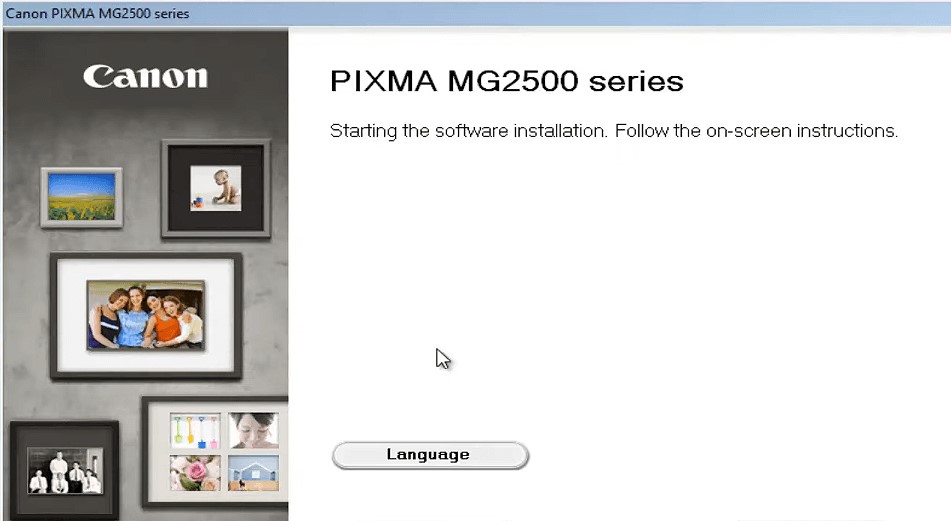 Canon PIXMA MG2500 series
Canon
PIXMA MG2500 series
Starting the software installation. Follow the on-screen instructions.
Language